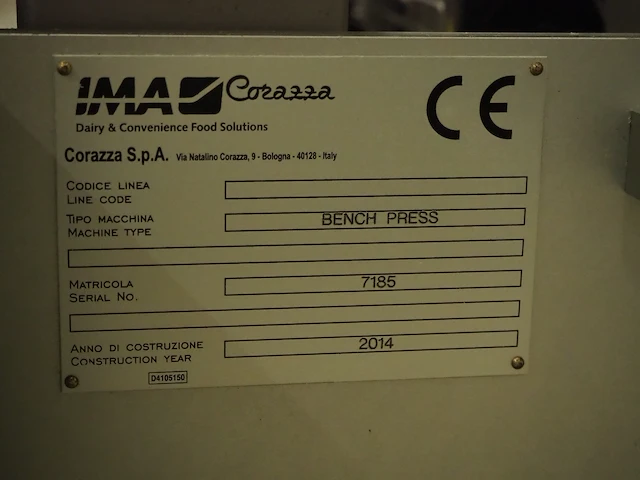 IMA Corazza
Dairy & Convenience Food Solutions
Corazza S.p.A. Via Natalino Corazza, 9 - Bologna - 40128 - Italy
CE
CODICE LINEA
LINE CODE
TIPO MACCHINA
MACHINE TYPE
BENCH PRESS
MATRICOLA
SERIAL NO.
7185
ANNO DI COSTRUZIONE
CONSTRUCTION YEAR
2014
D4105150